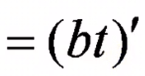 = (bt)′